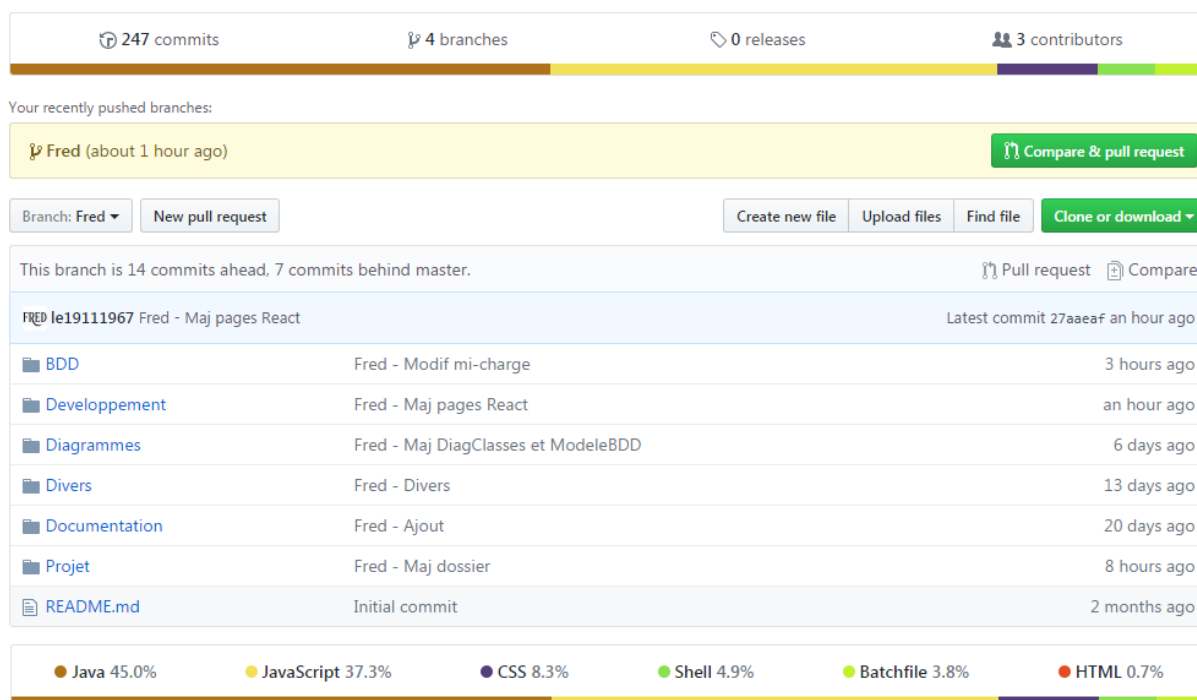 247 commits 4 branches 0 releases 3 contributors
Your recently pushed branches:
Fred (about 1 hour ago) Compare & pull request
Branch: Fred New pull request Create new file Upload files Find file Clone or download
This branch is 14 commits ahead, 7 commits behind master. Pull request Compare
FRED le19111967 Fred - Maj pages React Latest commit 27aaeaf an hour ago
BDD Fred - Modif mi-charge 3 hours ago
Developpement Fred - Maj pages React an hour ago
Diagrammes Fred - Maj DiagClasses et ModeleBDD 6 days ago
Divers Fred - Divers 13 days ago
Documentation Fred - Ajout 20 days ago
Projet Fred - Maj dossier 8 hours ago
README.md Initial commit 2 months ago
Java 45.0% JavaScript 37.3% CSS 8.3% Shell 4.9% Batchfile 3.8% HTML 0.7%